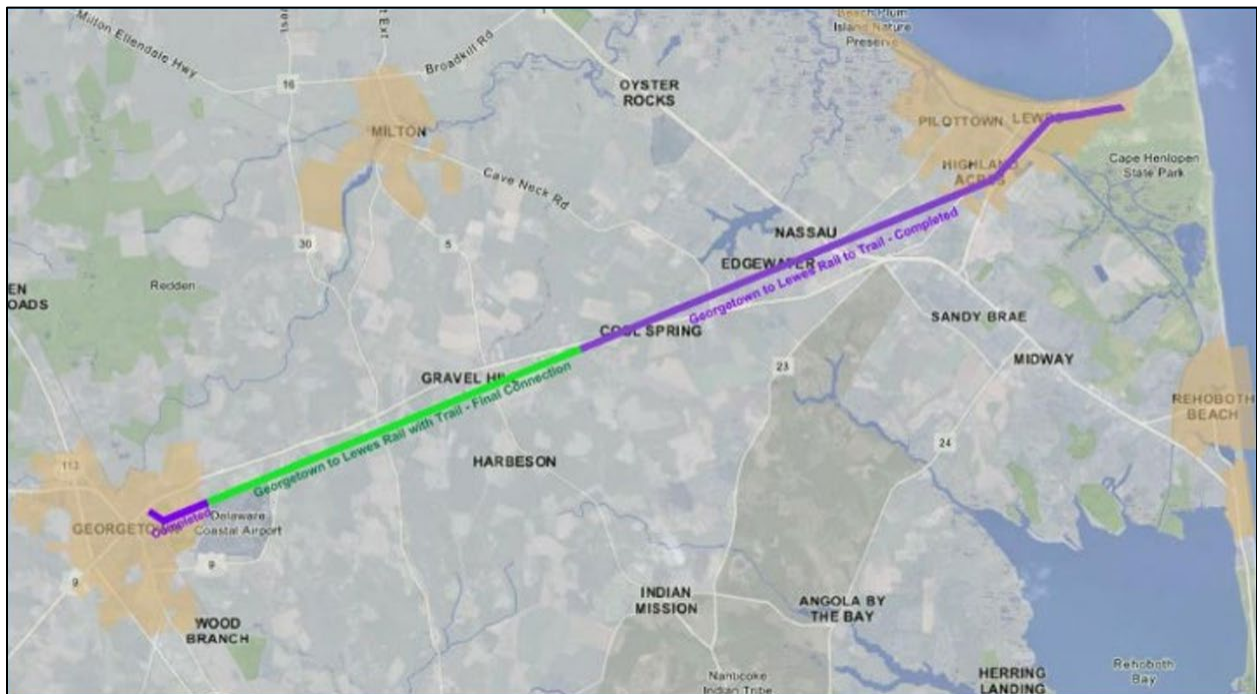 Milton Ellendale Hwy
t Ext
Broadkill Rd
Beach Plum
Island Nature
Preserve
16
OYSTER
ROCKS
MILTON
PILOTTOWN
LEWES
HIGHLAND
ACRES
Cape Henlopen
State Park
Cave Neck Rd
30
5
NASSAU
EDGEWATER
Georgetown to Lewes Rail to Trail - Completed
Redden
EN
OADS
COOL SPRING
SANDY BRAE
MIDWAY
23
GRAVEL HILL
Georgetown to Lewes Rail with Trail - Final Connection
REHOBOTH
BEACH
24
HARBESON
113
GEORGETOWN
Completed
Delaware
Coastal Airport
9
9
WOOD
BRANCH
INDIAN
MISSION
ANGOLA BY
THE BAY
Nanticoke
Indian Tribe
HERRING
LANDING
Rehoboth
Bay